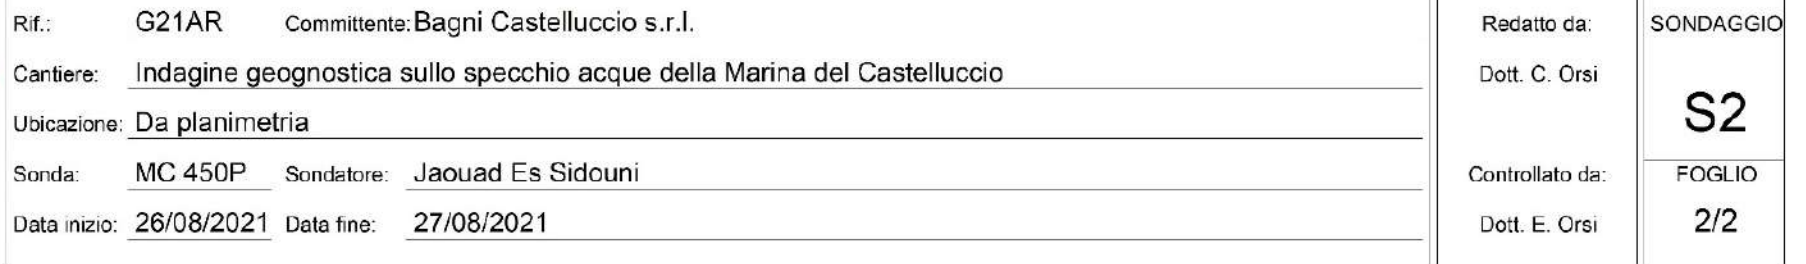 Rif.: G21AR Committente: Bagni Castelluccio s.r.l.
Cantiere: Indagine geognostica sullo specchio acque della Marina del Castelluccio
Ubicazione: Da planimetria
Sonda: MC 450P Sondatore: Jaouad Es Sidouni
Data inizio: 26/08/2021 Data fine: 27/08/2021
Redatto da:
Dott. C. Orsi
Controllato da:
Dott. E. Orsi
SONDAGGIO
S2
FOGLIO
2/2